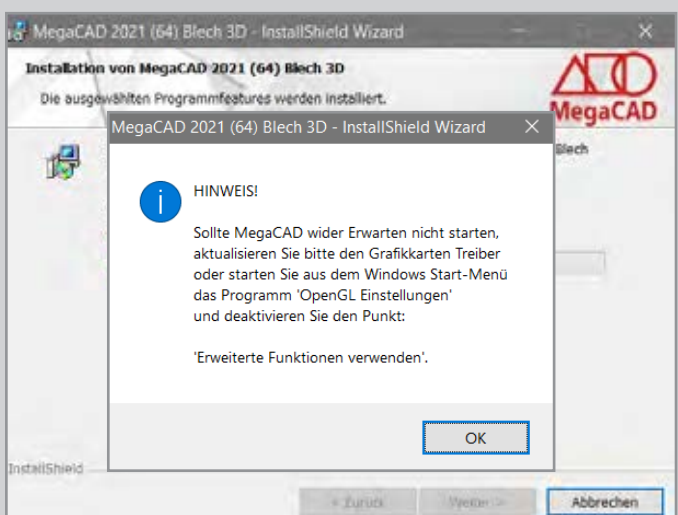 MegaCAD 2021 (64) Blech 3D - InstallShield Wizard
Installation von MegaCAD 2021 (64) Blech 3D
Die ausgewählten Programmfeatures werden installiert.
MegaCAD
Blech
MegaCAD 2021 (64) Blech 3D - InstallShield Wizard
HINWEIS!
Sollte MegaCAD wider Erwarten nicht starten,
aktualisieren Sie bitte den Grafikkarten Treiber
oder starten Sie aus dem Windows Start-Menü
das Programm 'OpenGL Einstellungen'
und deaktivieren Sie den Punkt:
'Erweiterte Funktionen verwenden'.
OK
InstallShield
< Zurück
Weiter >
Abbrechen